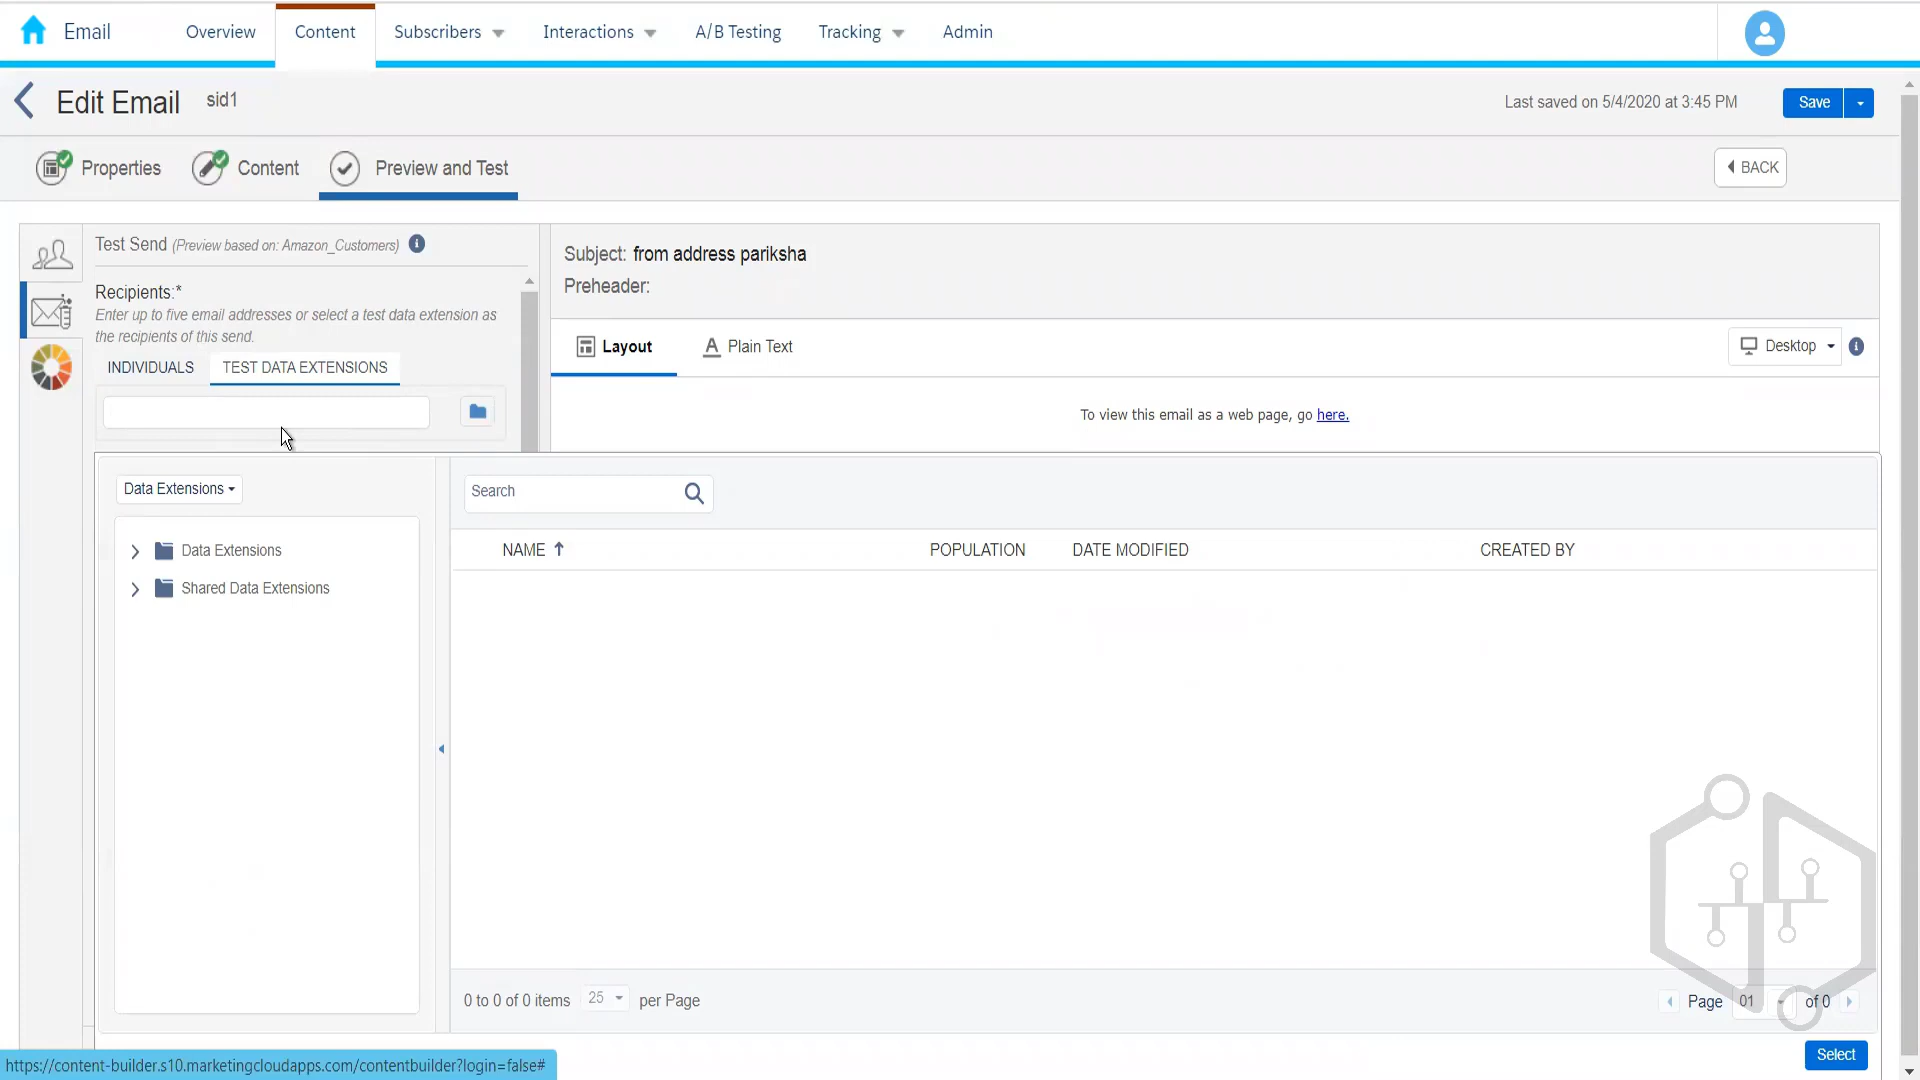 Email
Overview
Content
Subscribers
Interactions
A/B Testing
Tracking
Admin
Edit Email
sid1
Last saved on 5/4/2020 at 3:45 PM
Save
Properties
Content
Preview and Test
BACK
Test Send (Preview based on: Amazon_Customers)
Recipients:*
Enter up to five email addresses or select a test data extension as
the recipients of this send.
INDIVIDUALS
TEST DATA EXTENSIONS
Subject: from address pariksha
Preheader:
Layout
Plain Text
Desktop
To view this email as a web page, go here.
Data Extensions
Data Extensions
Shared Data Extensions
Search
NAME
POPULATION
DATE MODIFIED
CREATED BY
0 to 0 of 0 items
25
per Page
Page 01 of 0
Select
https://content-builder.s10.marketingcloudapps.com/contentbuilder?login=false#